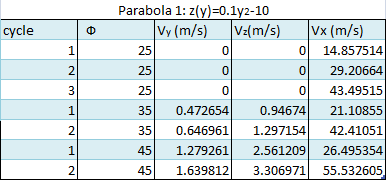 Parabola 1: z(y)=0.1y2-10
cycle Φ Vy (m/s) Vz(m/s) Vx (m/s)
1 25 0 0 14.857514
2 25 0 0 29.20664
3 25 0 0 43.49515
1 35 0.472654 0.94674 21.10855
2 35 0.646961 1.297154 42.41051
1 45 1.279261 2.561209 26.495354
2 45 1.639812 3.306971 55.532605